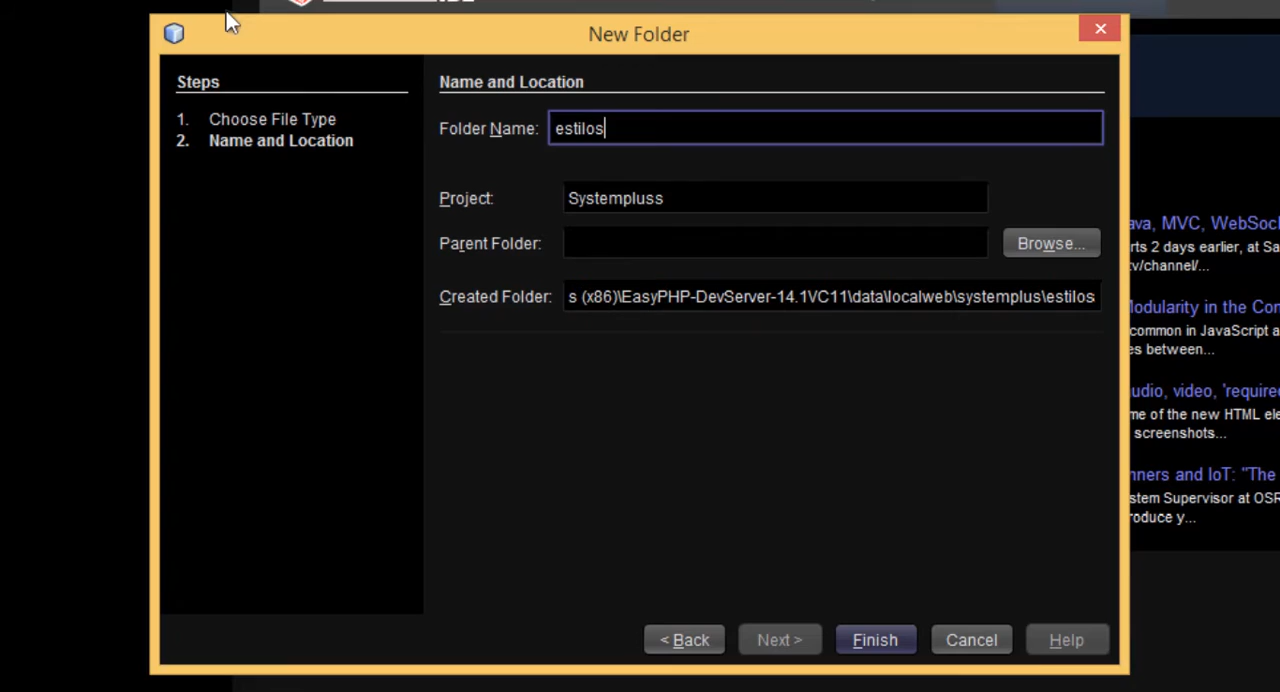 New Folder
Steps
1. Choose File Type
2. Name and Location
Name and Location
Folder Name: estilos
Project: Systempluss
Parent Folder:
Browse...
Created Folder: s (x86)\EasyPHP-DevServer-14.1VC11\data\localweb\systemplus\estilos
< Back
Next >
Finish
Cancel
Help
ava, MVC, WebSoc
rts 2 days earlier, at Sa
tv/channel/...
Modularity in the Co
common in JavaScript a
es between...
udio, video, 'require
me of the new HTML ele
screenshots...
nners and IoT: "The
stem Supervisor at OSR
roduce y...